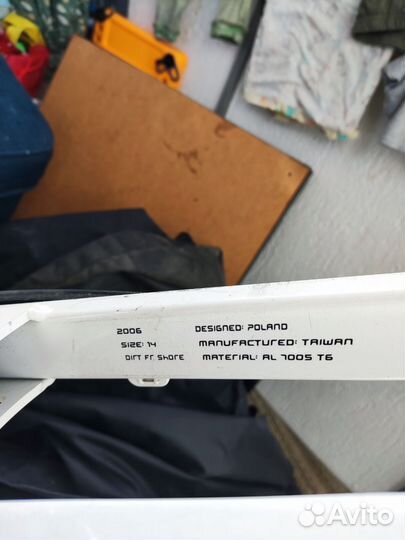 2006
SIZE: 14
DIRT FR SHORE
DESIGNED: POLAND
MANUFACTURED: TAIWAN
MATERIAL: AL 7005 T6
Avito